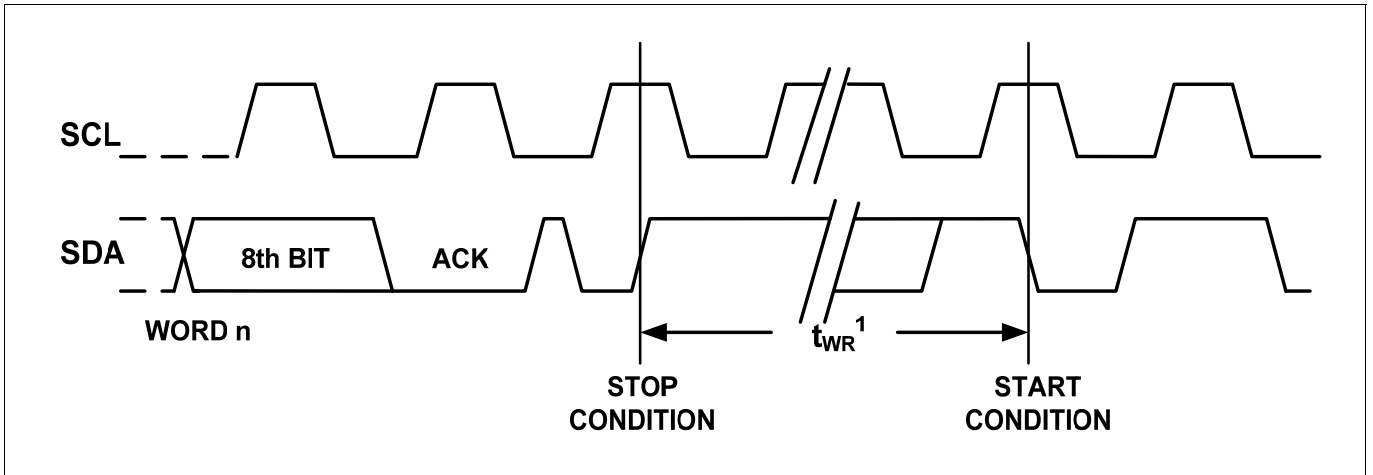 SCL
SDA
8th BIT
ACK
WORD n
tWR1
STOP
CONDITION
START
CONDITION